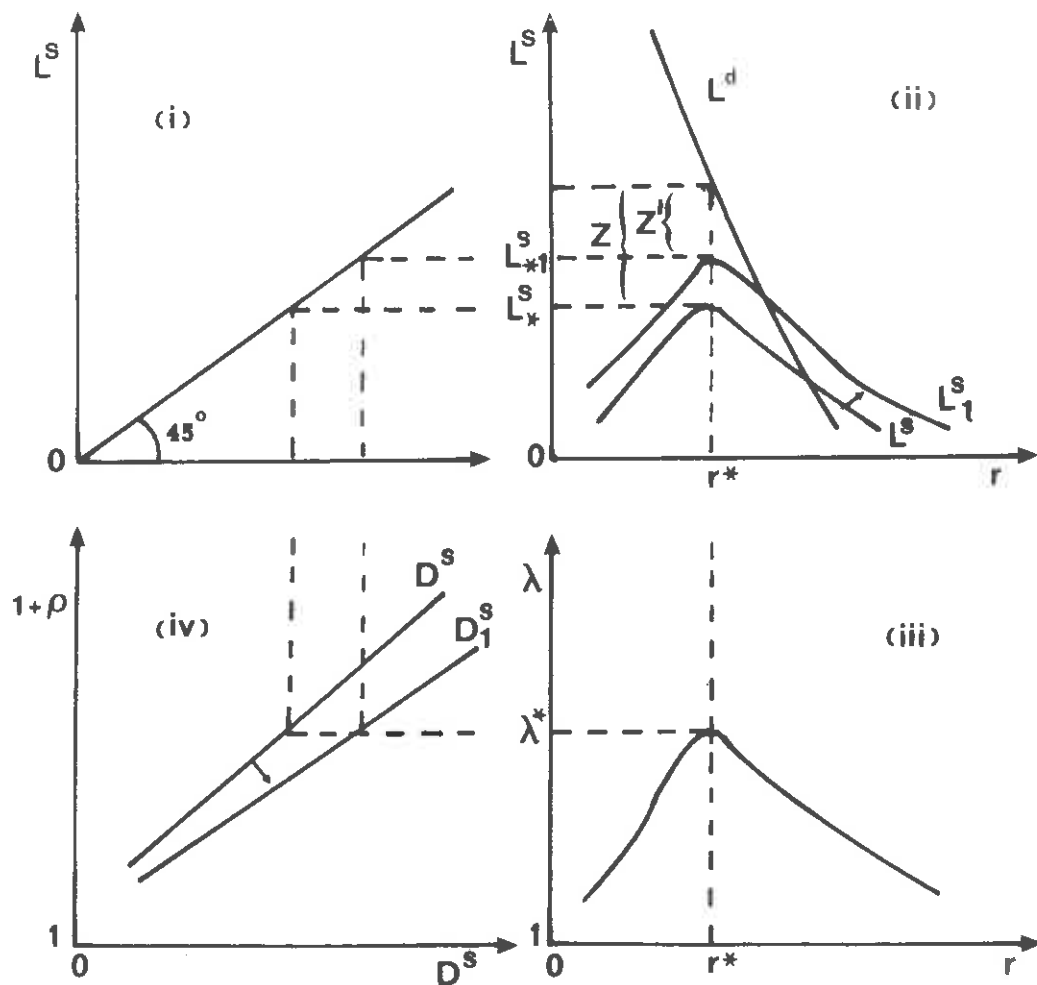 L^s
(i)
45°
0
L^s
L^d
(ii)
Z
Z'
L^s_*1
L^s_*
L^s_1
L^s
0
r*
r
1+ρ
(iv)
D^s
D^s_1
1
0
D^s
λ
(iii)
λ*
1
0
r*
r